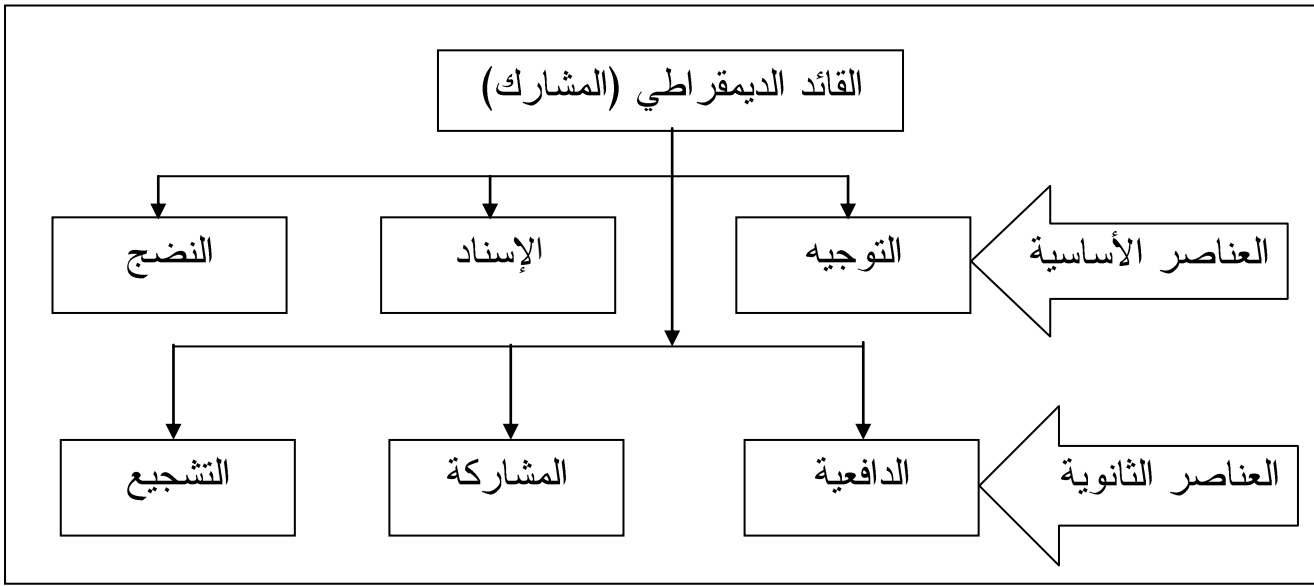 القائد الديمقراطي (المشارك)
العناصر الأساسية
التوجيه
الإسناد
النضج
العناصر الثانوية
الدافعية
المشاركة
التشجيع